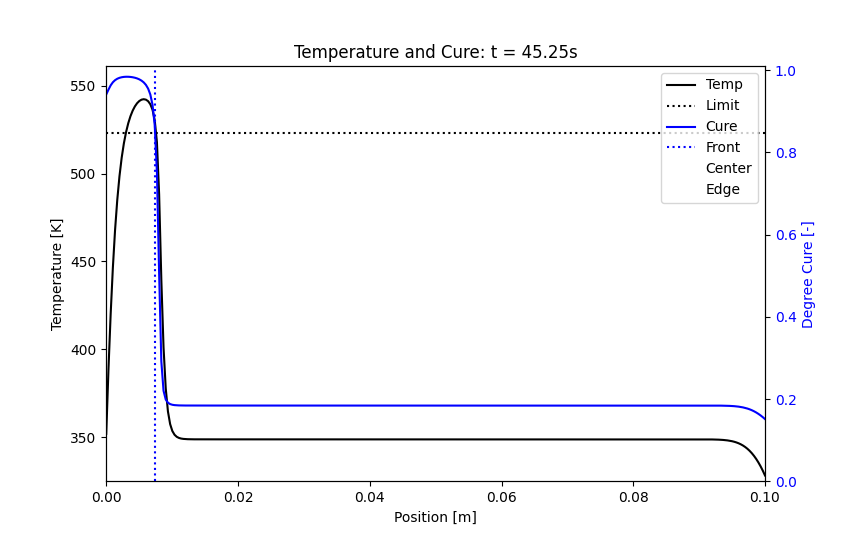 Temperature and Cure: t = 45.25s
Temp
Limit
Cure
Front
Center
Edge
Temperature [K]
550
500
450
400
350
Degree Cure [-]
1.0
0.8
0.6
0.4
0.2
0.0
0.00 0.02 0.04 0.06 0.08 0.10
Position [m]